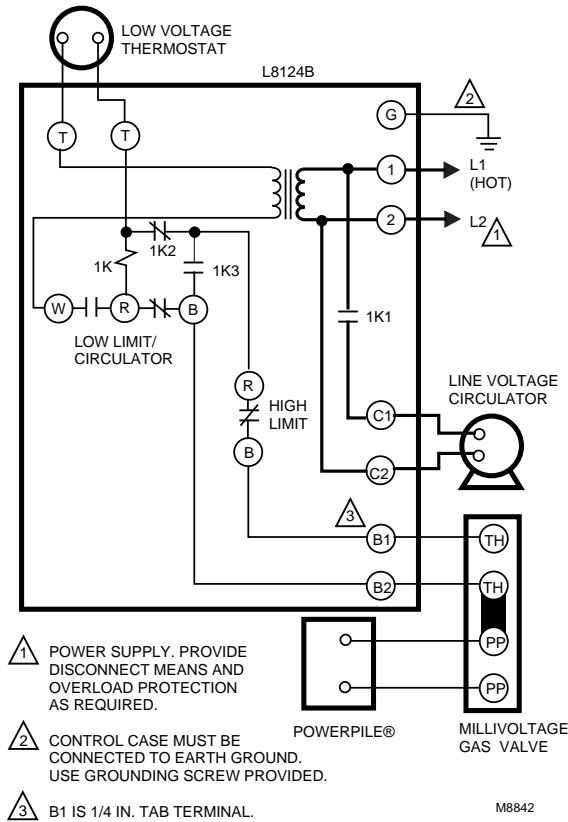 LOW VOLTAGE
THERMOSTAT
T
T
L8124B
G
2
T
T
1
L1
(HOT)
2
L2
1
1K2
1K
1K3
W
R
B
1K1
LOW LIMIT/
CIRCULATOR
R
HIGH
LIMIT
B
LINE VOLTAGE
CIRCULATOR
C1
C2
3
B1
TH
B2
TH
PP
PP
1
POWER SUPPLY. PROVIDE
DISCONNECT MEANS AND
OVERLOAD PROTECTION
AS REQUIRED.
POWERPILE®
MILLIVOLTAGE
GAS VALVE
2
CONTROL CASE MUST BE
CONNECTED TO EARTH GROUND.
USE GROUNDING SCREW PROVIDED.
3
B1 IS 1/4 IN. TAB TERMINAL.
M8842